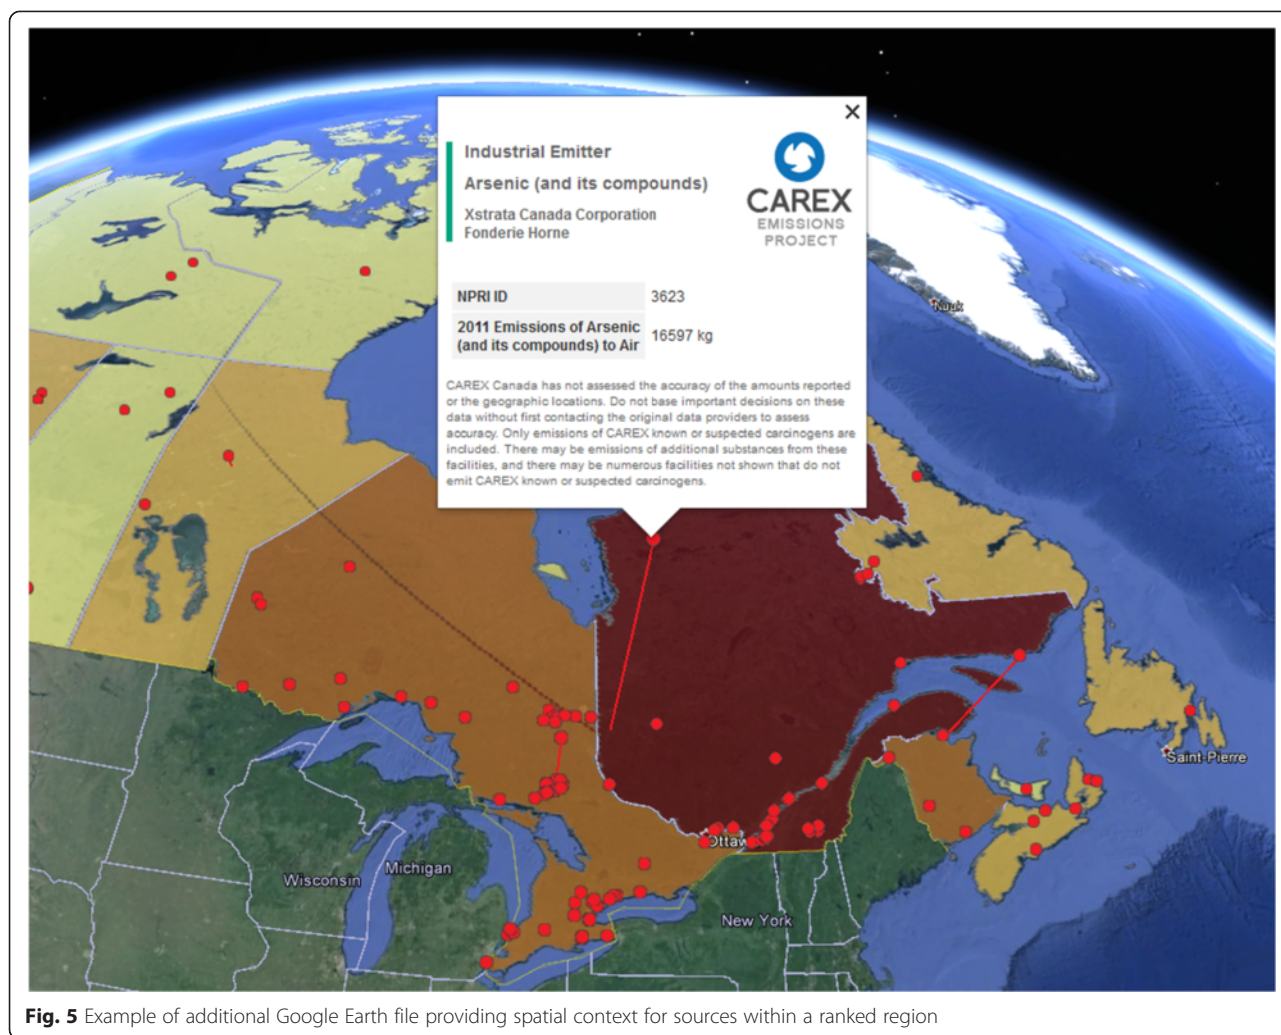 Industrial Emitter
Arsenic (and its compounds)
Xstrata Canada Corporation
Fonderie Horne
CAREX
EMISSIONS
PROJECT
NPRI ID 3623
2011 Emissions of Arsenic
(and its compounds) to Air 16597 kg
CAREX Canada has not assessed the accuracy of the amounts reported
or the geographic locations. Do not base important decisions on these
data without first contacting the original data providers to assess
accuracy. Only emissions of CAREX known or suspected carcinogens are
included. There may be emissions of additional substances from these
facilities, and there may be numerous facilities not shown that do not
emit CAREX known or suspected carcinogens.
Nuuk
Saint-Pierre
Ottaw
Michigan
Wisconsin
New York
Fig. 5 Example of additional Google Earth file providing spatial context for sources within a ranked region